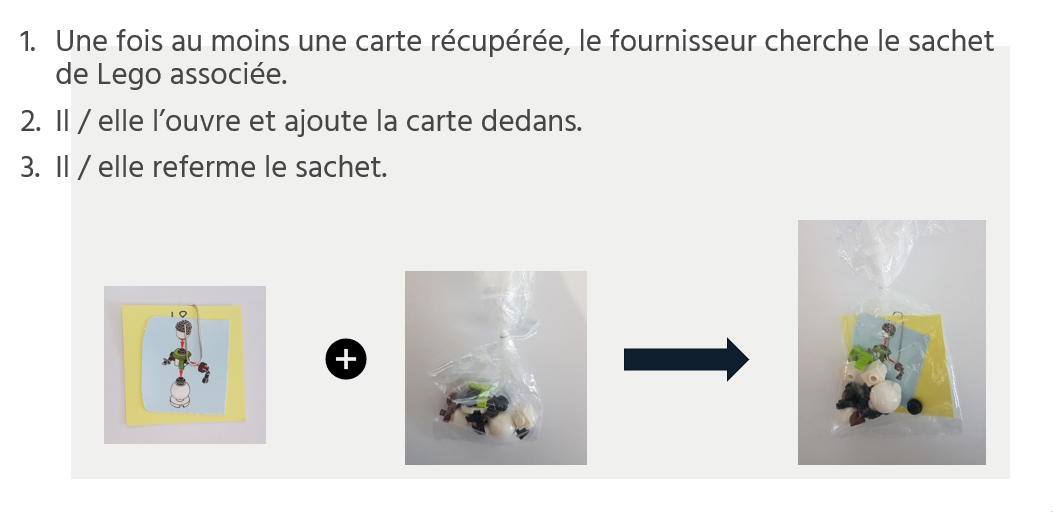 1. Une fois au moins une carte récupérée, le fournisseur cherche le sachet
de Lego associée.
2. Il / elle l’ouvre et ajoute la carte dedans.
3. Il / elle referme le sachet.